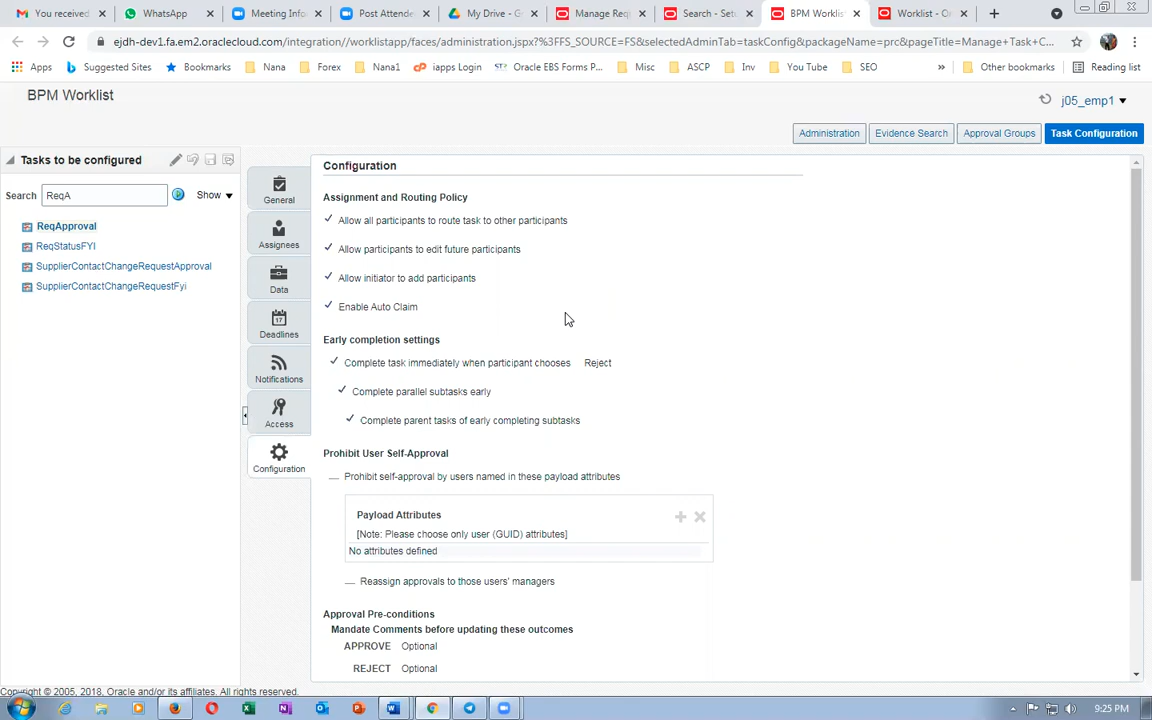 You received
WhatsApp
Meeting Info
Post Attende
My Drive - G
Manage Req
Search - Setu
BPM Worklis
Worklist - Or
ejdh-dev1.fa.em2.oraclecloud.com/integration//worklistapp/faces/administration.jspx?%3FFS_SOURCE=FS&selectedAdminTab=taskConfig&packageName=prc&pageTitle=Manage+Task+C...
Apps
Suggested Sites
Bookmarks
Nana
Forex
Nana1
iapps Login
Oracle EBS Forms P...
Misc
ASCP
Inv
You Tube
SEO
»
Other bookmarks
Reading list
BPM Worklist
j05_emp1
Administration
Evidence Search
Approval Groups
Task Configuration
Tasks to be configured
Search ReqA Show
ReqApproval
ReqStatusFYI
SupplierContactChangeRequestApproval
SupplierContactChangeRequestFyi
General
Assignees
Data
17
Deadlines
Notifications
Access
Configuration
Configuration
Assignment and Routing Policy
Allow all participants to route task to other participants
Allow participants to edit future participants
Allow initiator to add participants
Enable Auto Claim
Early completion settings
Complete task immediately when participant chooses Reject
Complete parallel subtasks early
Complete parent tasks of early completing subtasks
Prohibit User Self-Approval
Prohibit self-approval by users named in these payload attributes
Payload Attributes
[Note: Please choose only user (GUID) attributes]
No attributes defined
Reassign approvals to those users' managers
Approval Pre-conditions
Mandate Comments before updating these outcomes
APPROVE Optional
REJECT Optional
Copyright © 2005, 2018, Oracle and/or its affiliates. All rights reserved.
9:25 PM